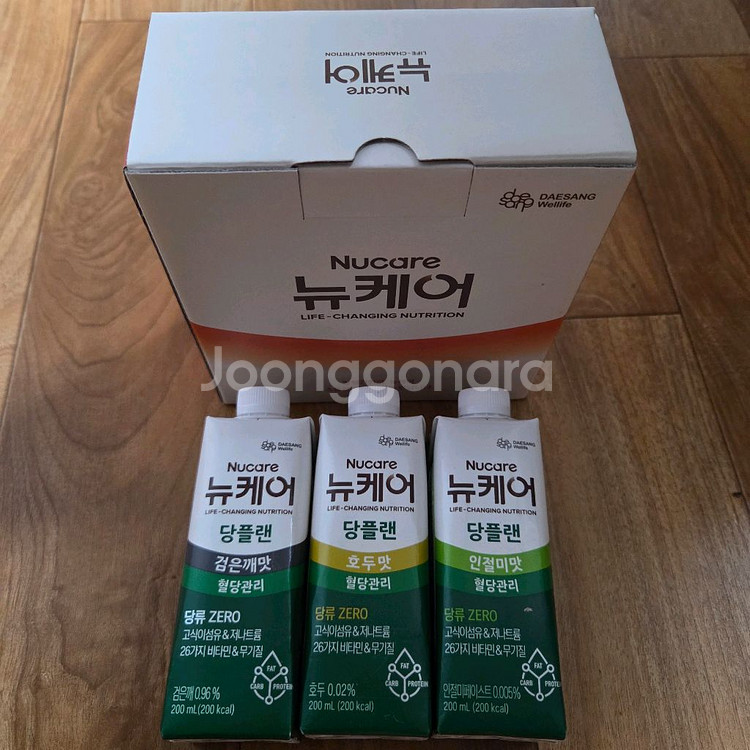 Nucare
뉴케어
LIFE-CHANGING NUTRITION
DAESANG
Wellife
Nucare
뉴케어
LIFE-CHANGING NUTRITION
Joonggonara
DAESANG
Wellife
Nucare
뉴케어
LIFE-CHANGING NUTRITION
당플랜
검은깨맛
혈당관리
당류 ZERO
고식이섬유&저나트륨
26가지 비타민&무기질
FAT
CARB
PROTEIN
검은깨 0.96%
200 mL (200 kcal)
DAESANG
Wellife
Nucare
뉴케어
LIFE-CHANGING NUTRITION
당플랜
호두맛
혈당관리
당류 ZERO
고식이섬유&저나트륨
26가지 비타민&무기질
FAT
CARB
PROTEIN
호두 0.02%
200 mL (200 kcal)
DAESANG
Wellife
Nucare
뉴케어
LIFE-CHANGING NUTRITION
당플랜
인절미맛
혈당관리
당류 ZERO
고식이섬유&저나트륨
26가지 비타민&무기질
FAT
CARB
PROTEIN
인절미페이스트 0.005%
200 mL (200 kcal)